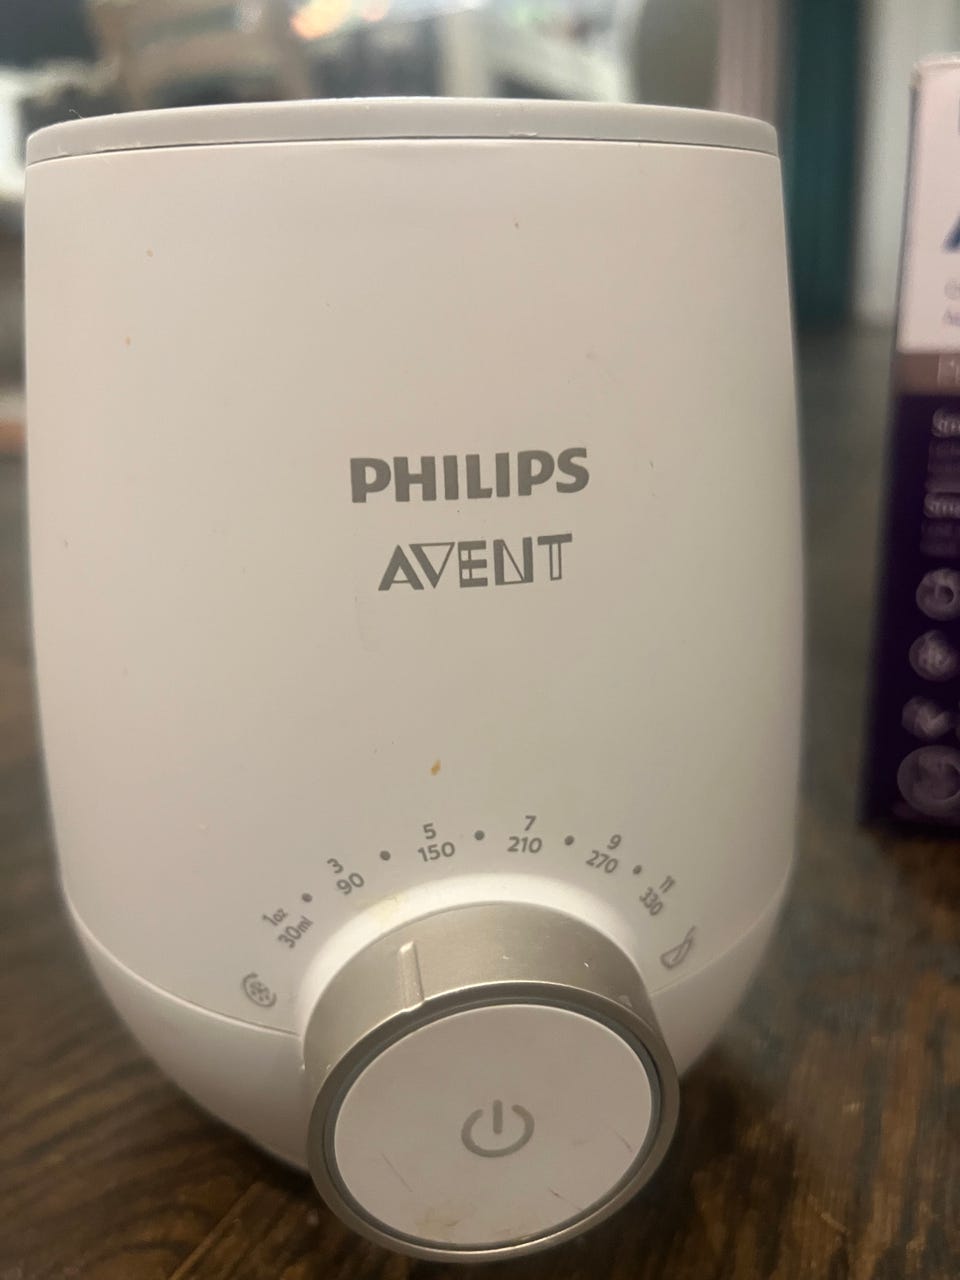 PHILIPS
AVENT
1oz 3 5 7 9 11
30ml 90 150 210 270 330